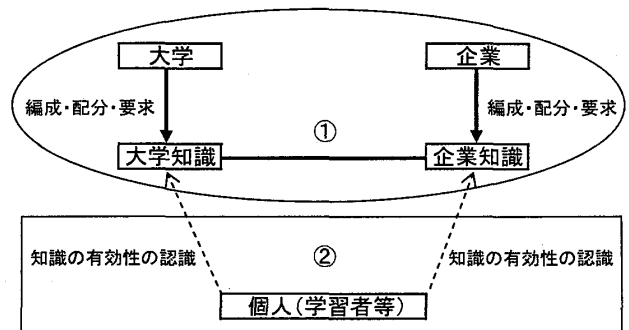 大学 企業
編成・配分・要求 編成・配分・要求
①
大学知識 企業知識
知識の有効性の認識 ② 知識の有効性の認識
個人(学習者等)